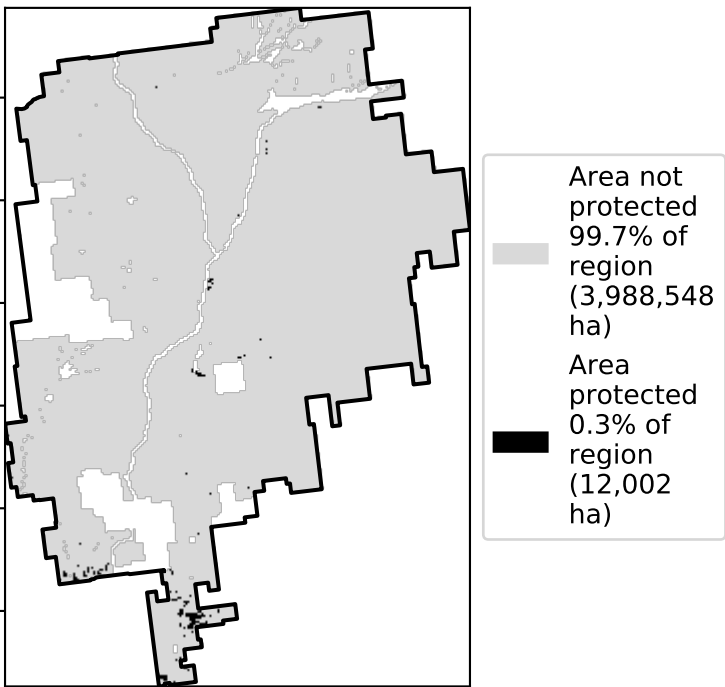 Area not
protected
99.7% of
region
(3,988,548
ha)
Area
protected
0.3% of
region
(12,002
ha)